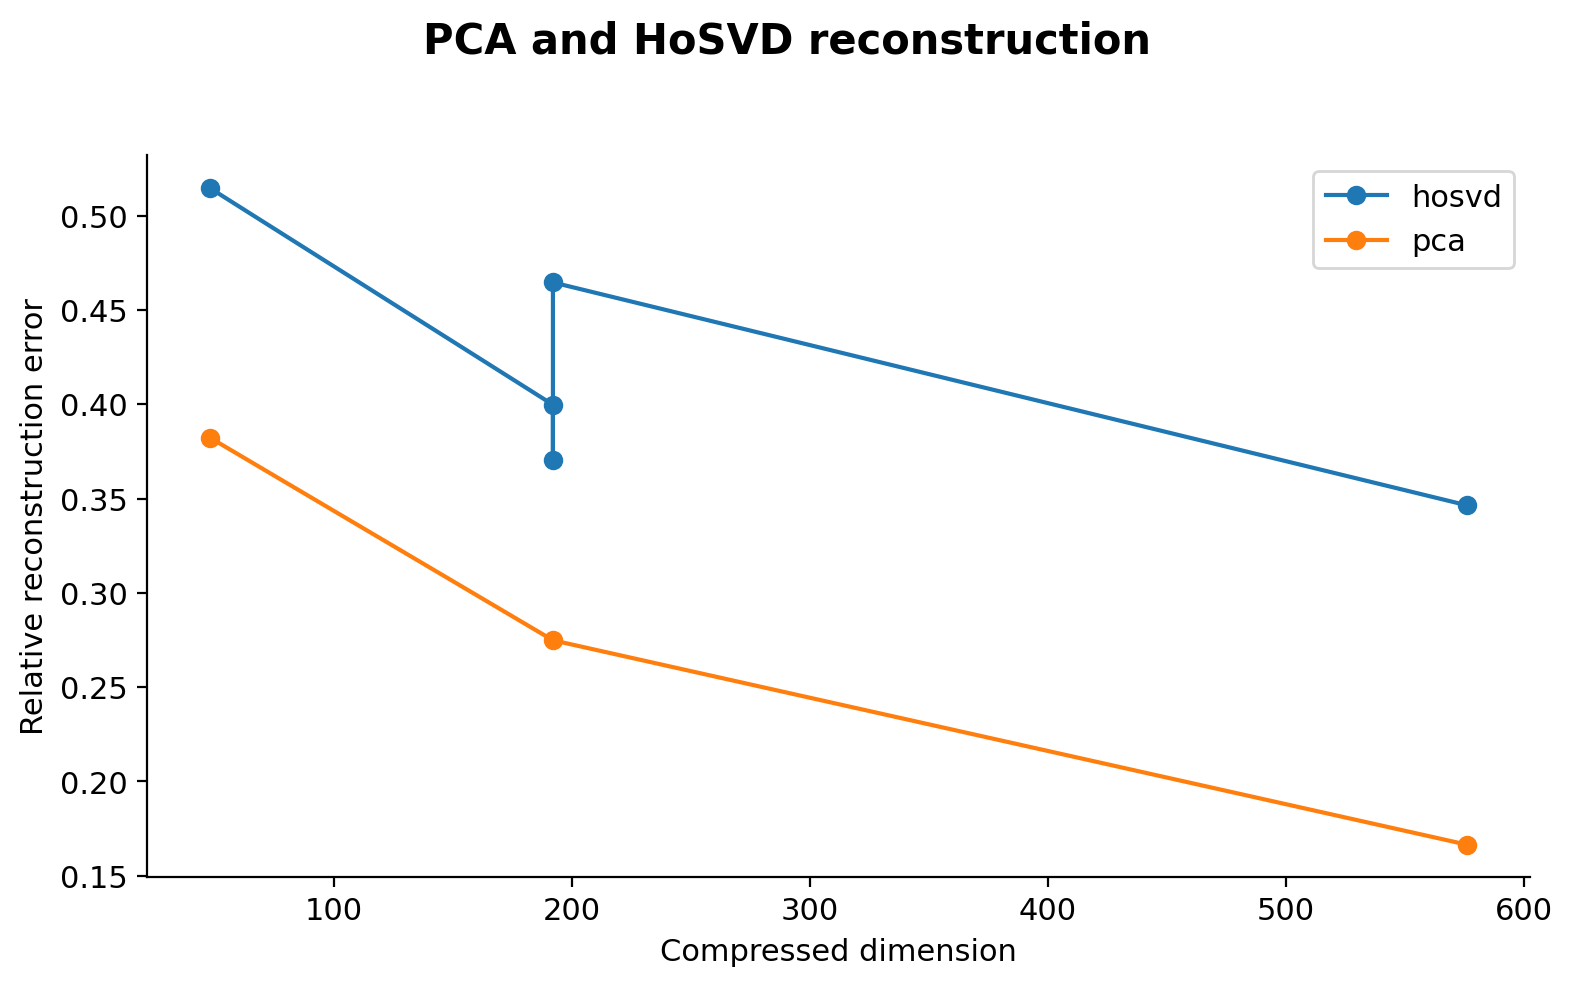 PCA and HoSVD reconstruction
hosvd
pca
Relative reconstruction error
0.50
0.45
0.40
0.35
0.30
0.25
0.20
0.15
100 200 300 400 500 600
Compressed dimension